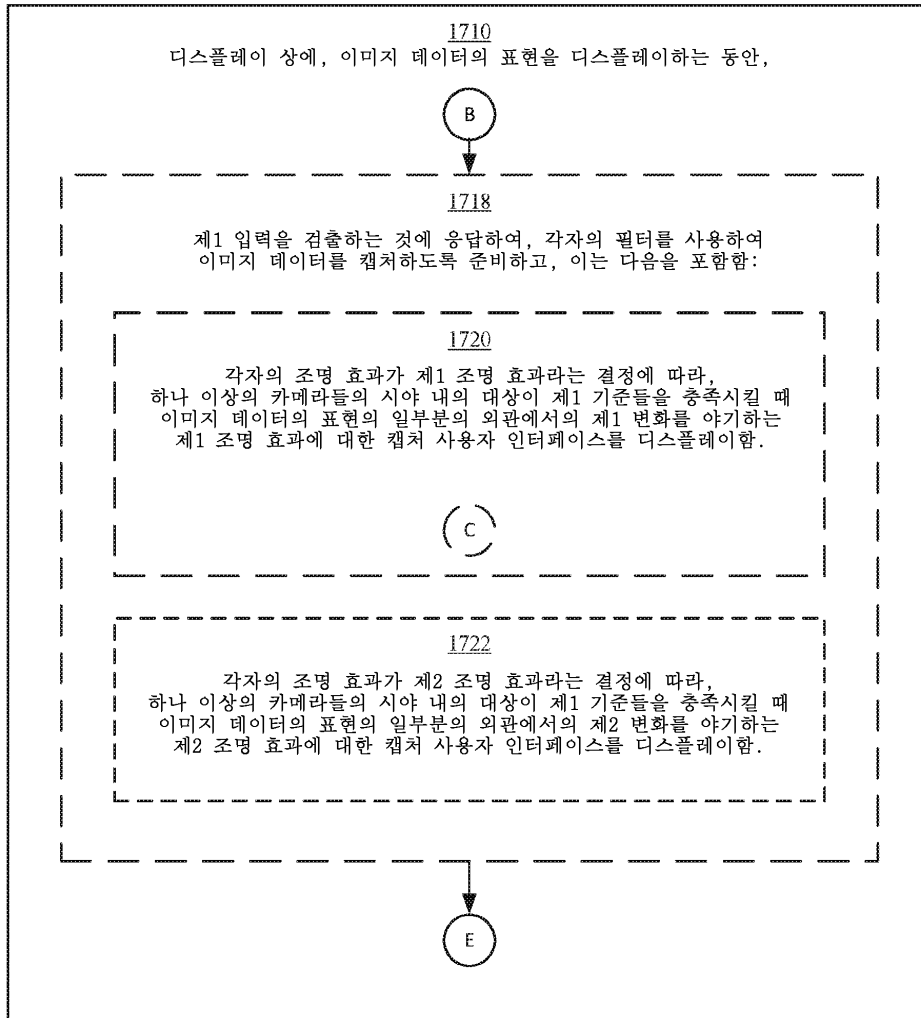 1710
디스플레이 상에, 이미지 데이터의 표현을 디스플레이하는 동안,
B
1718
제1 입력을 검출하는 것에 응답하여, 각자의 필터를 사용하여
이미지 데이터를 캡처하도록 준비하고, 이는 다음을 포함함:
1720
각자의 조명 효과가 제1 조명 효과라는 결정에 따라,
하나 이상의 카메라들의 시야 내의 대상이 제1 기준들을 충족시킬 때
이미지 데이터의 표현의 일부분의 외관에서의 제1 변화를 야기하는
제1 조명 효과에 대한 캡처 사용자 인터페이스를 디스플레이함.
C
1722
각자의 조명 효과가 제2 조명 효과라는 결정에 따라,
하나 이상의 카메라들의 시야 내의 대상이 제1 기준들을 충족시킬 때
이미지 데이터의 표현의 일부분의 외관에서의 제2 변화를 야기하는
제2 조명 효과에 대한 캡처 사용자 인터페이스를 디스플레이함.
E